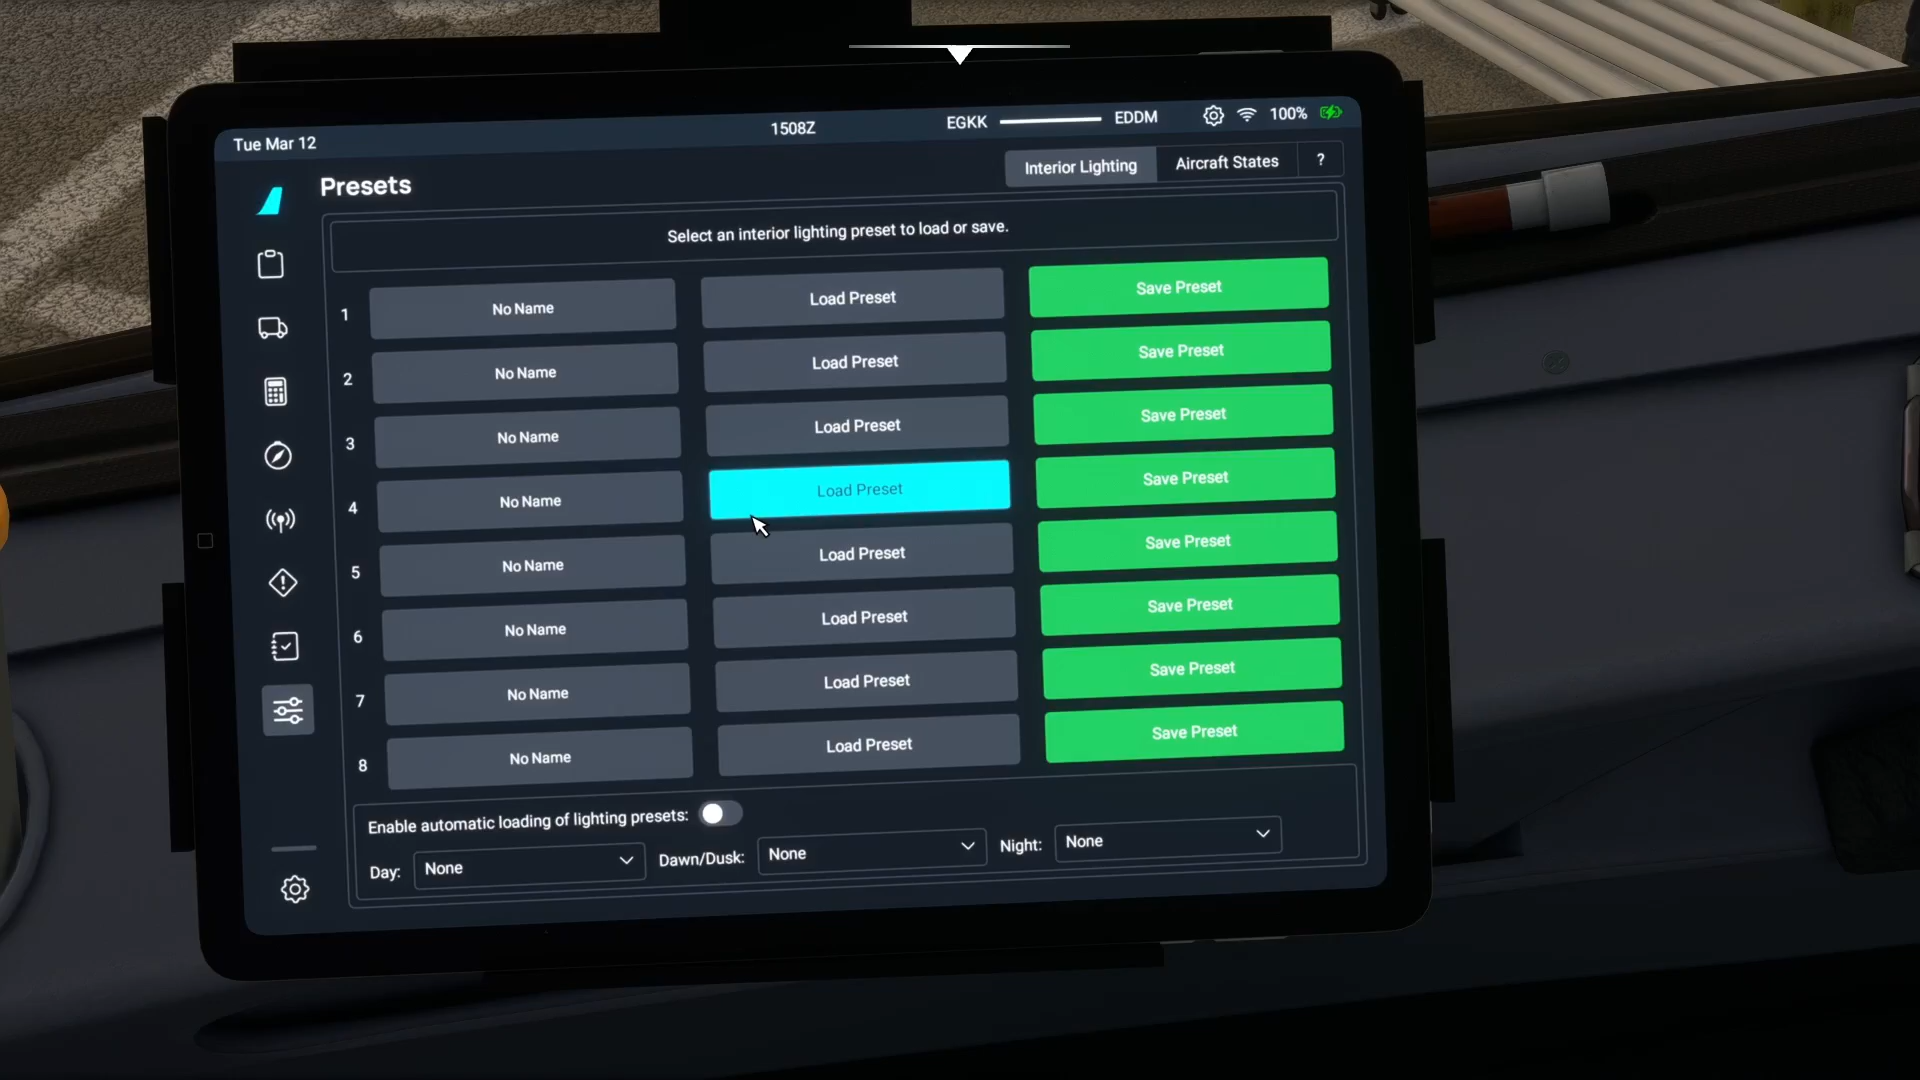 Tue Mar 12
1508Z
EGKK
EDDM
100%
Presets
Interior Lighting
Aircraft States
?
Select an interior lighting preset to load or save.
1 No Name Load Preset Save Preset
2 No Name Load Preset Save Preset
3 No Name Load Preset Save Preset
4 No Name Load Preset Save Preset
5 No Name Load Preset Save Preset
6 No Name Load Preset Save Preset
7 No Name Load Preset Save Preset
8 No Name Load Preset Save Preset
Enable automatic loading of lighting presets:
Day: None Dawn/Dusk: None Night: None